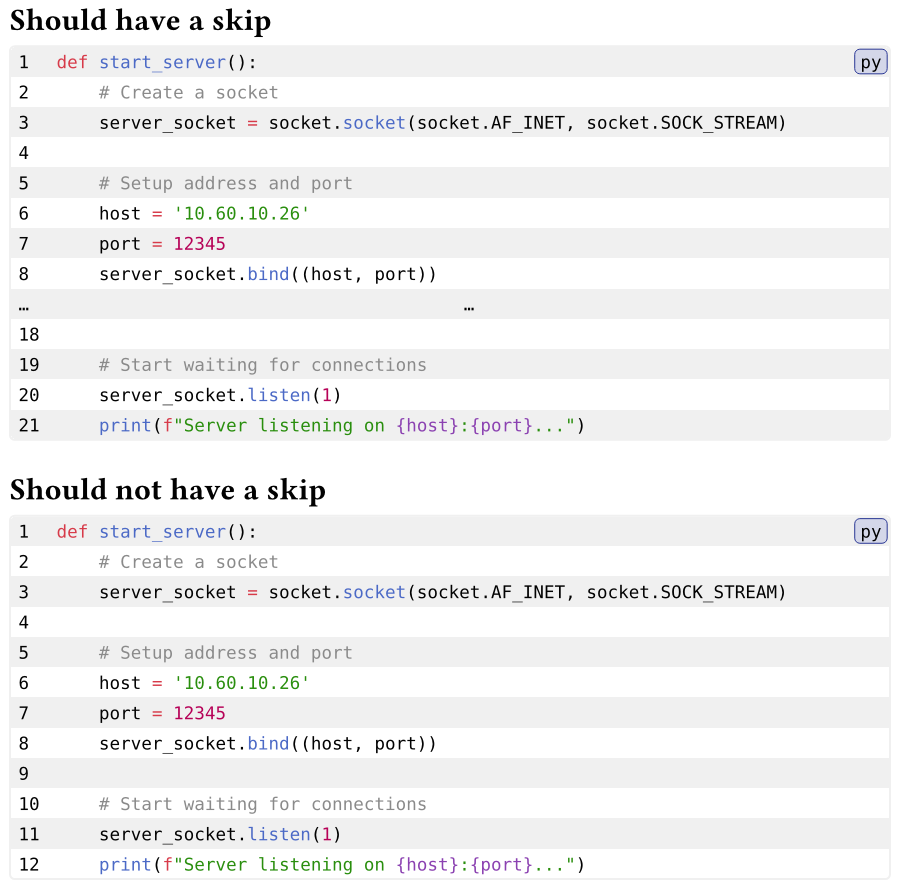 Should have a skip
1 def start_server(): py
2     # Create a socket
3     server_socket = socket.socket(socket.AF_INET, socket.SOCK_STREAM)
4
5     # Setup address and port
6     host = '10.60.10.26'
7     port = 12345
8     server_socket.bind((host, port))
… …
18
19     # Start waiting for connections
20     server_socket.listen(1)
21     print(f"Server listening on {host}:{port}...")
Should not have a skip
1 def start_server(): py
2     # Create a socket
3     server_socket = socket.socket(socket.AF_INET, socket.SOCK_STREAM)
4
5     # Setup address and port
6     host = '10.60.10.26'
7     port = 12345
8     server_socket.bind((host, port))
9
10     # Start waiting for connections
11     server_socket.listen(1)
12     print(f"Server listening on {host}:{port}...")